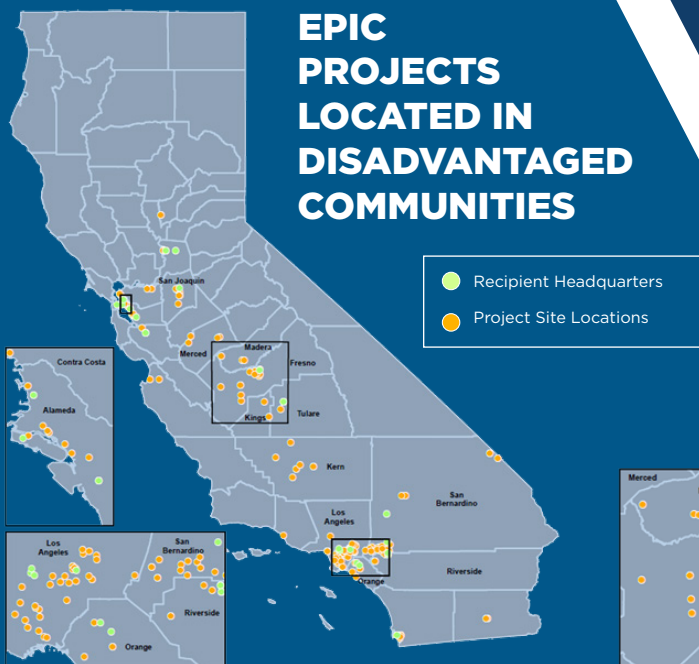 EPIC
PROJECTS
LOCATED IN
DISADVANTAGED
COMMUNITIES
Recipient Headquarters
Project Site Locations
San Joaquin
Merced
Madera
Fresno
Kings
Tulare
Kern
San
Bernardino
Los
Angeles
Riverside
Orange
Contra Costa
Alameda
Los
Angeles
San
Bernardino
Riverside
Orange
Merced